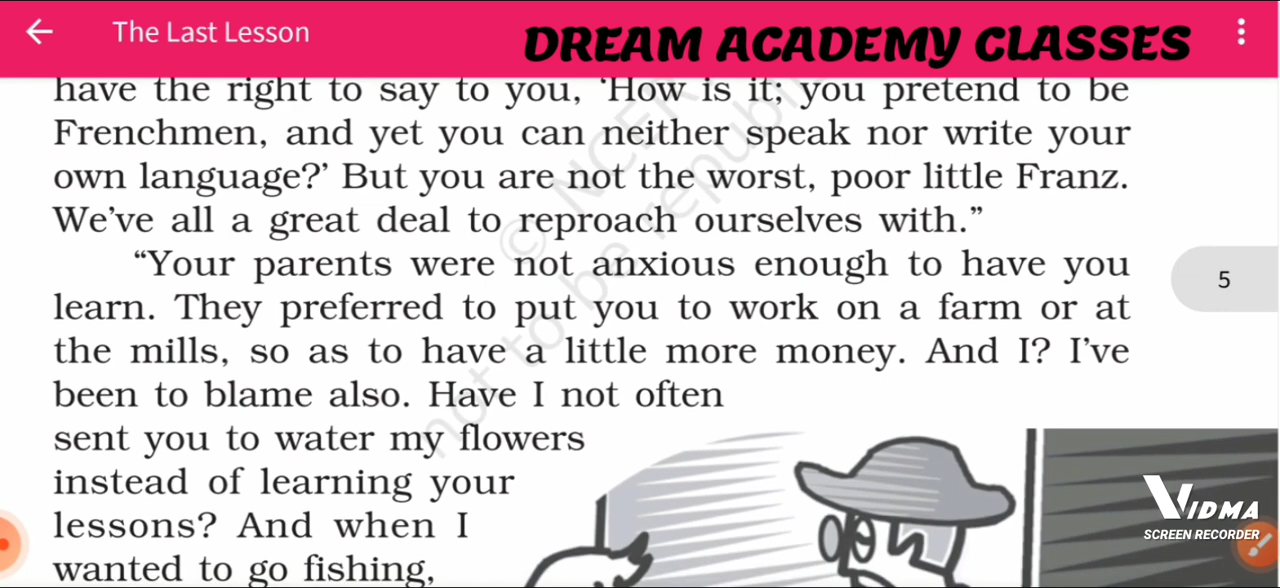 The Last Lesson
DREAM ACADEMY CLASSES
have the right to say to you, ‘How is it; you pretend to be
Frenchmen, and yet you can neither speak nor write your
own language?’ But you are not the worst, poor little Franz.
We’ve all a great deal to reproach ourselves with.”
“Your parents were not anxious enough to have you
learn. They preferred to put you to work on a farm or at
the mills, so as to have a little more money. And I? I’ve
been to blame also. Have I not often
sent you to water my flowers
instead of learning your
lessons? And when I
wanted to go fishing,
5
© NCER
not to be republi
VIDMA
SCREEN RECORDER